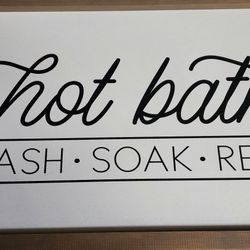 hot bath
ASH • SOAK • RE